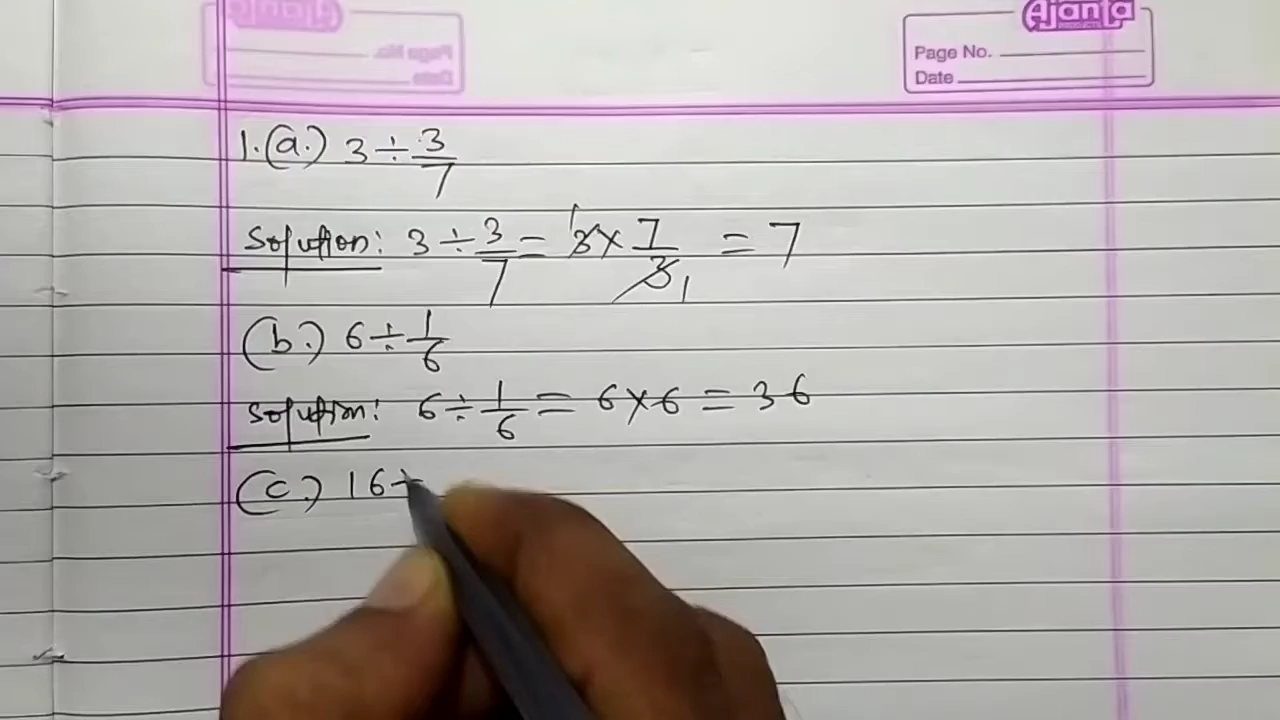 Ajanta
Page No.
Date
1.(a.) 3 ÷ 3/7
Solution: 3 ÷ 3/7 = 3 × 7/3 = 7
(b.) 6 ÷ 1/6
Solution: 6 ÷ 1/6 = 6 × 6 = 36
(c.) 16 ÷